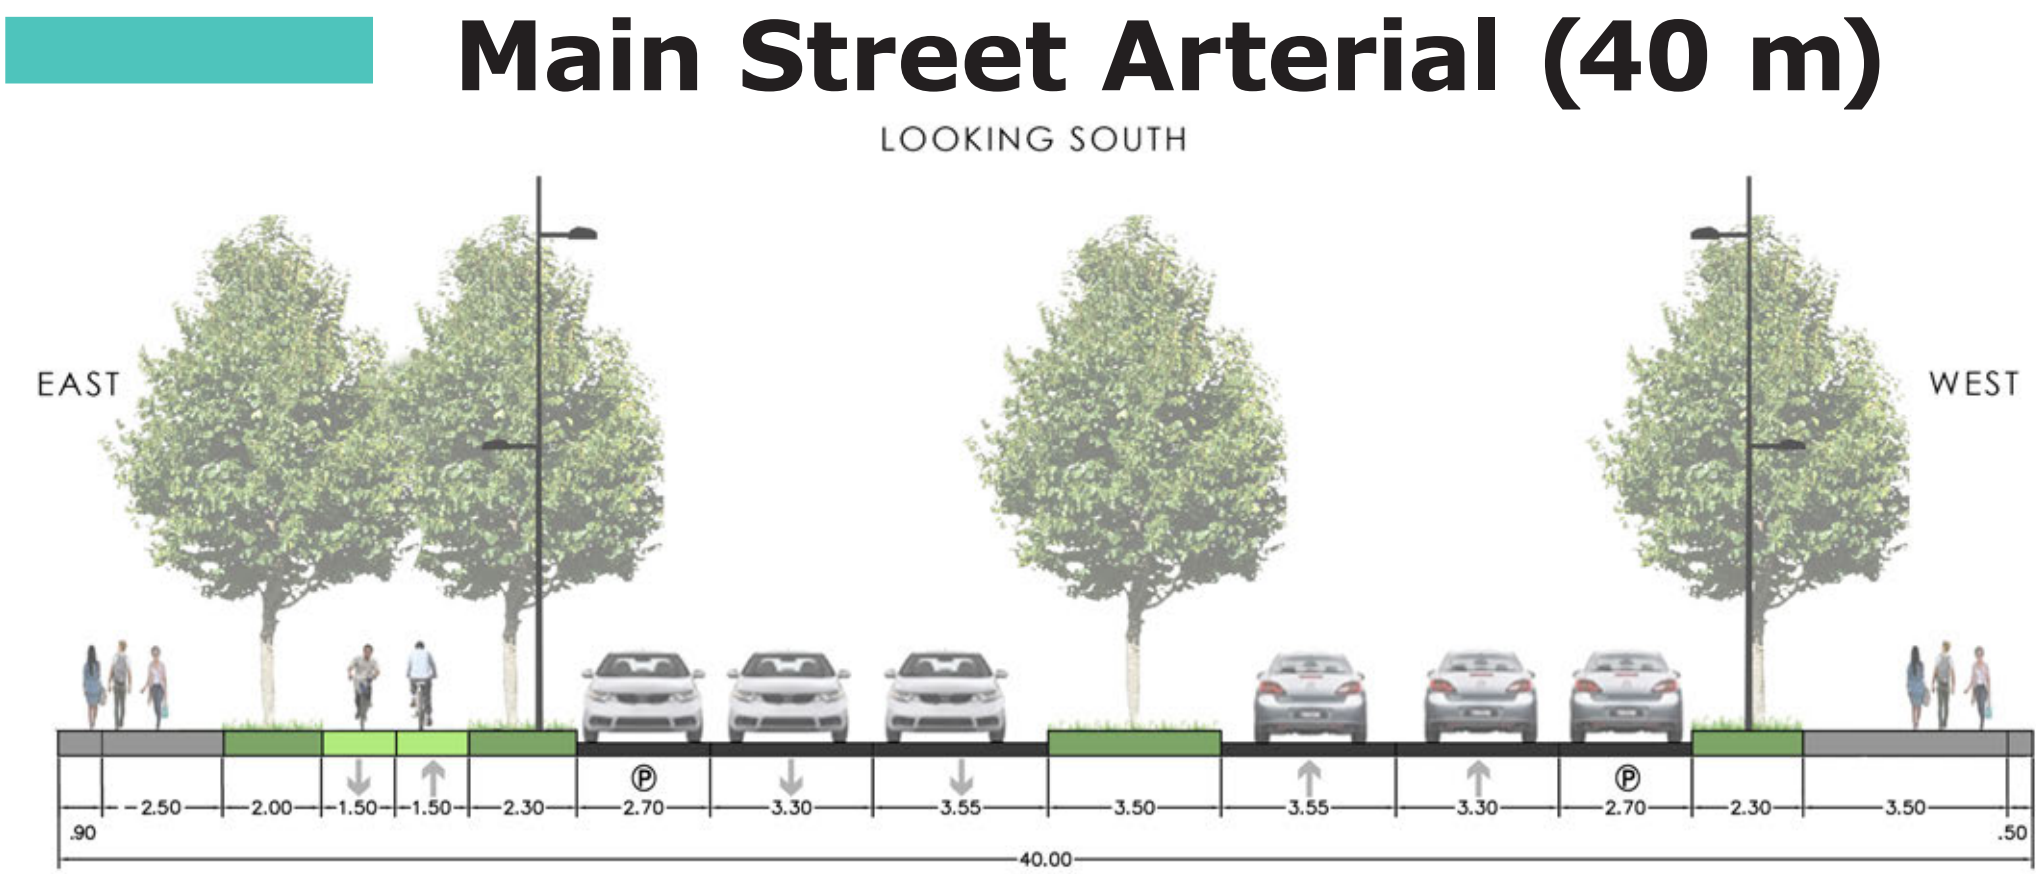 Main Street Arterial (40 m)
LOOKING SOUTH
EAST
WEST
P P
2.50 2.00 1.50 1.50 2.30 2.70 3.30 3.55 3.50 3.55 3.30 2.70 2.30 3.50
.90 .50
40.00